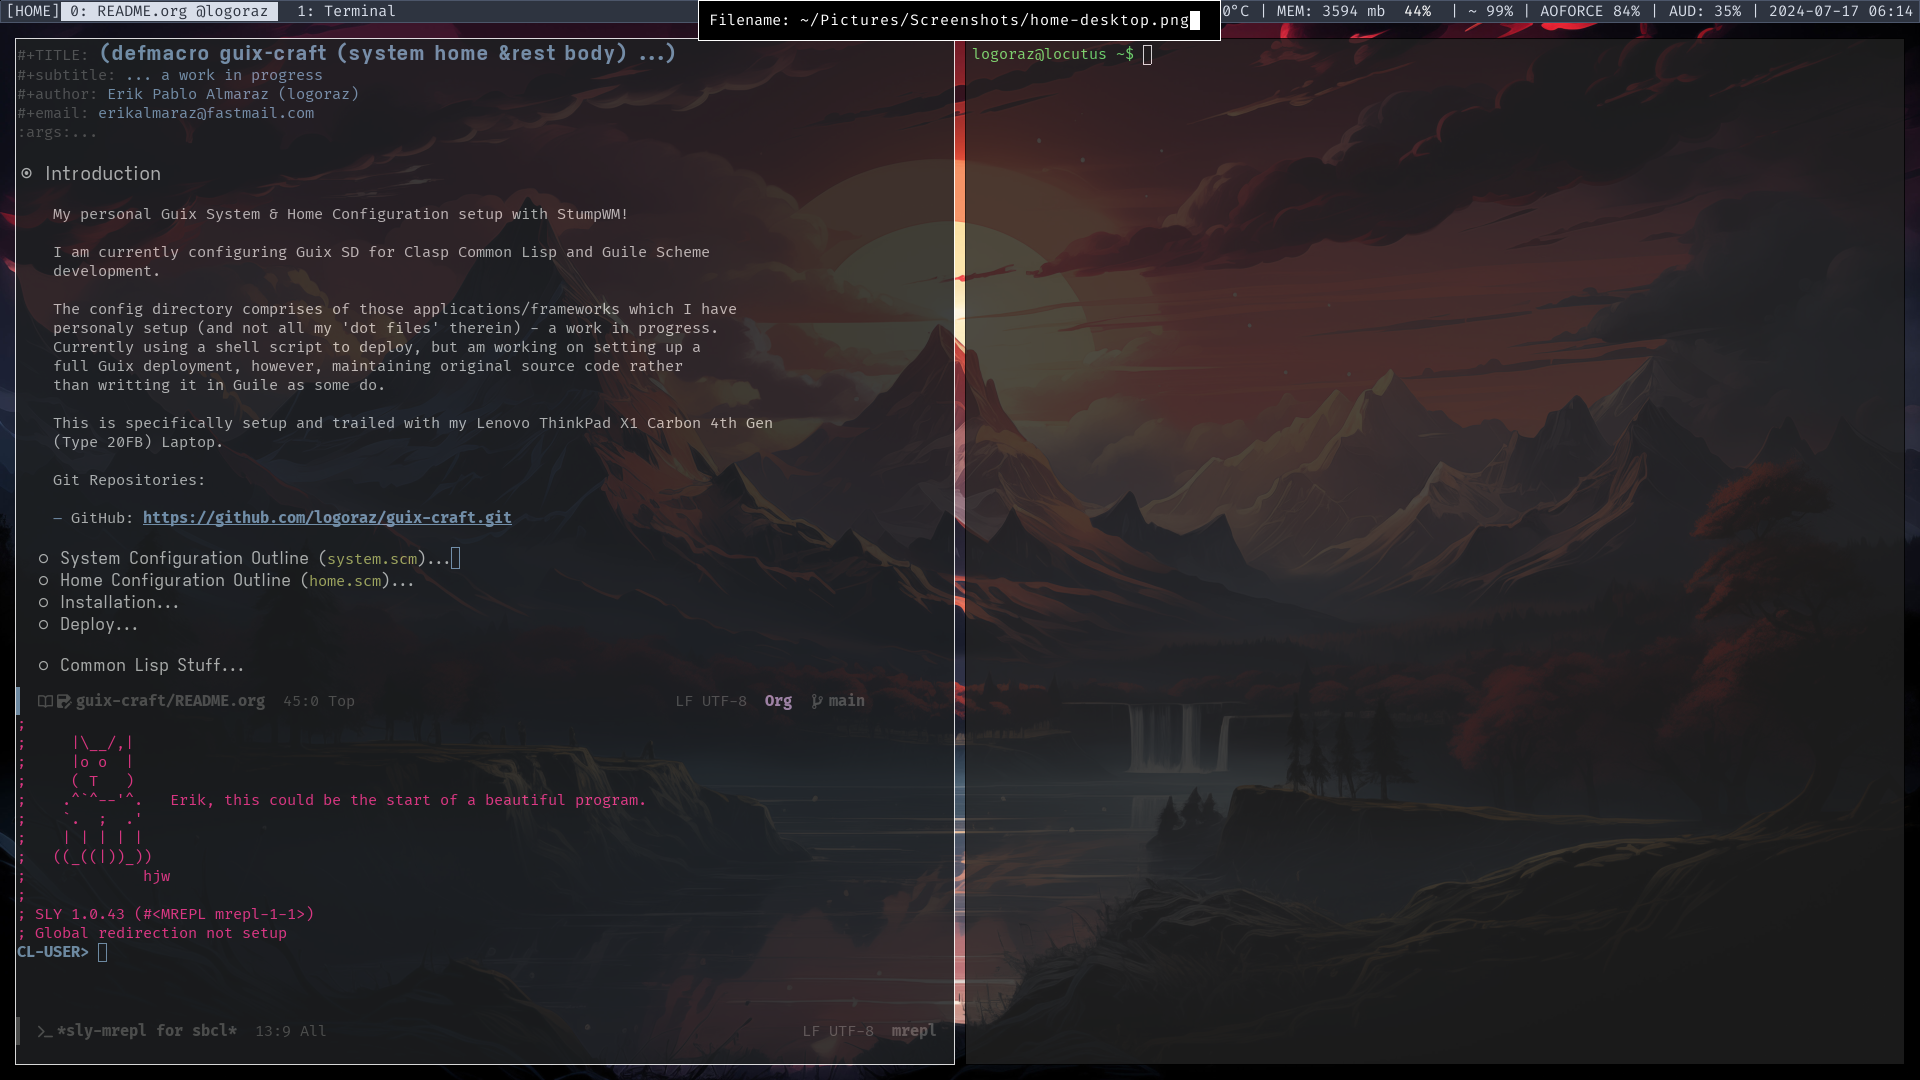 [HOME] 0: README.org @logoraz   1: Terminal
Filename: ~/Pictures/Screenshots/home-desktop.png
0°C | MEM: 3594 mb  44%  | ~ 99% | AOFORCE 84% | AUD: 35% | 2024-07-17 06:14
#+TITLE: (defmacro guix-craft (system home &rest body) ...)
#+subtitle: ... a work in progress
#+author: Erik Pablo Almaraz (logoraz)
#+email: erikalmaraz@fastmail.com
:args:...
Introduction
My personal Guix System & Home Configuration setup with StumpWM!
I am currently configuring Guix SD for Clasp Common Lisp and Guile Scheme
development.
The config directory comprises of those applications/frameworks which I have
personaly setup (and not all my 'dot files' therein) - a work in progress.
Currently using a shell script to deploy, but am working on setting up a
full Guix deployment, however, maintaining original source code rather
than writting it in Guile as some do.
This is specifically setup and trailed with my Lenovo ThinkPad X1 Carbon 4th Gen
(Type 20FB) Laptop.
Git Repositories:
– GitHub: https://github.com/logoraz/guix-craft.git
○ System Configuration Outline (system.scm)...
○ Home Configuration Outline (home.scm)...
○ Installation...
○ Deploy...
○ Common Lisp Stuff...
guix-craft/README.org  45:0 Top  LF UTF-8  Org  main
;
;     |\__/,|
;     |o o  |
;     ( T   )
;    .^`^--'^.   Erik, this could be the start of a beautiful program.
;    `.  ;  .'
;    | | | | |
;   ((_((|))_))
;             hjw
;
; SLY 1.0.43 (#<MREPL mrepl-1-1>)
; Global redirection not setup
CL-USER>
*sly-mrepl for sbcl*  13:9 All  LF UTF-8  mrepl
logoraz@locutus ~$